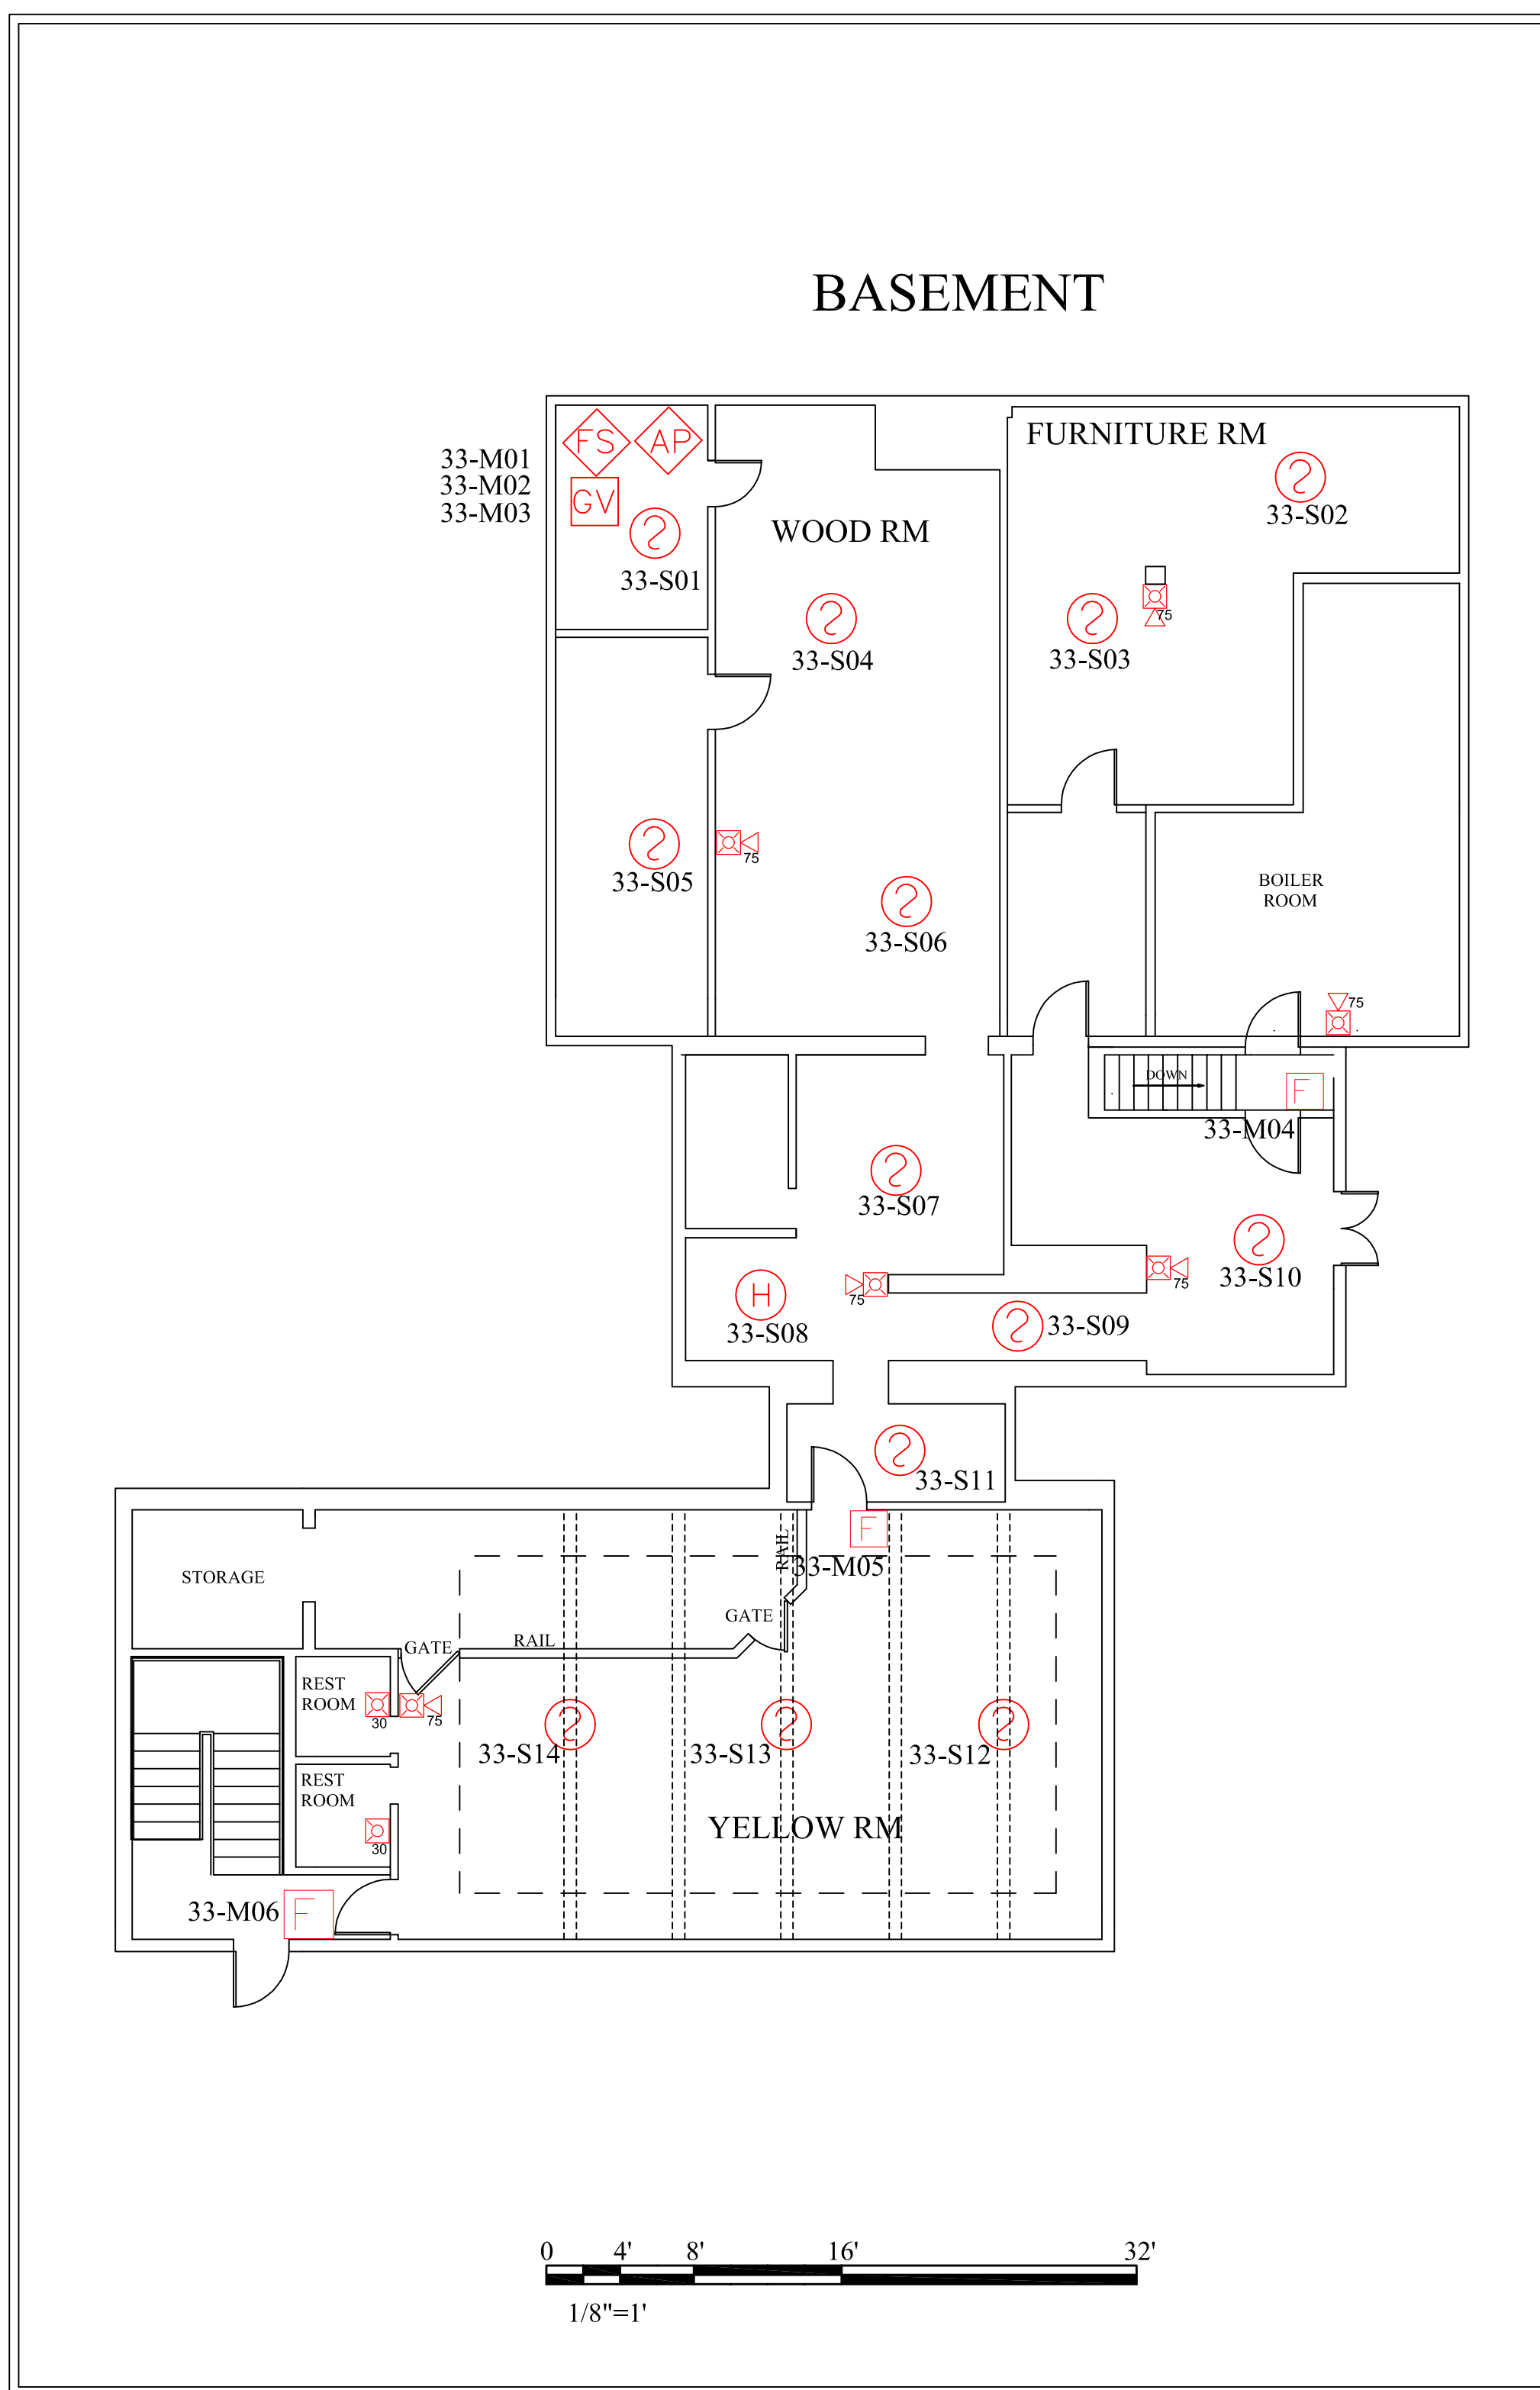 BASEMENT
FS
AP
33-M01
33-M02
33-M03
GV
33-S01
WOOD RM
FURNITURE RM
33-S02
33-S04
33-S03
75
33-S05
75
33-S06
BOILER
ROOM
75
DOWN
F
33-M04
33-S07
33-S10
75
H
33-S08
75
33-S09
33-S11
F
33-M05
RAIL
STORAGE
GATE
GATE
RAIL
REST
ROOM
30
75
33-S14
33-S13
33-S12
REST
ROOM
30
YELLOW RM
33-M06
F
0 4' 8' 16' 32'
1/8"=1'